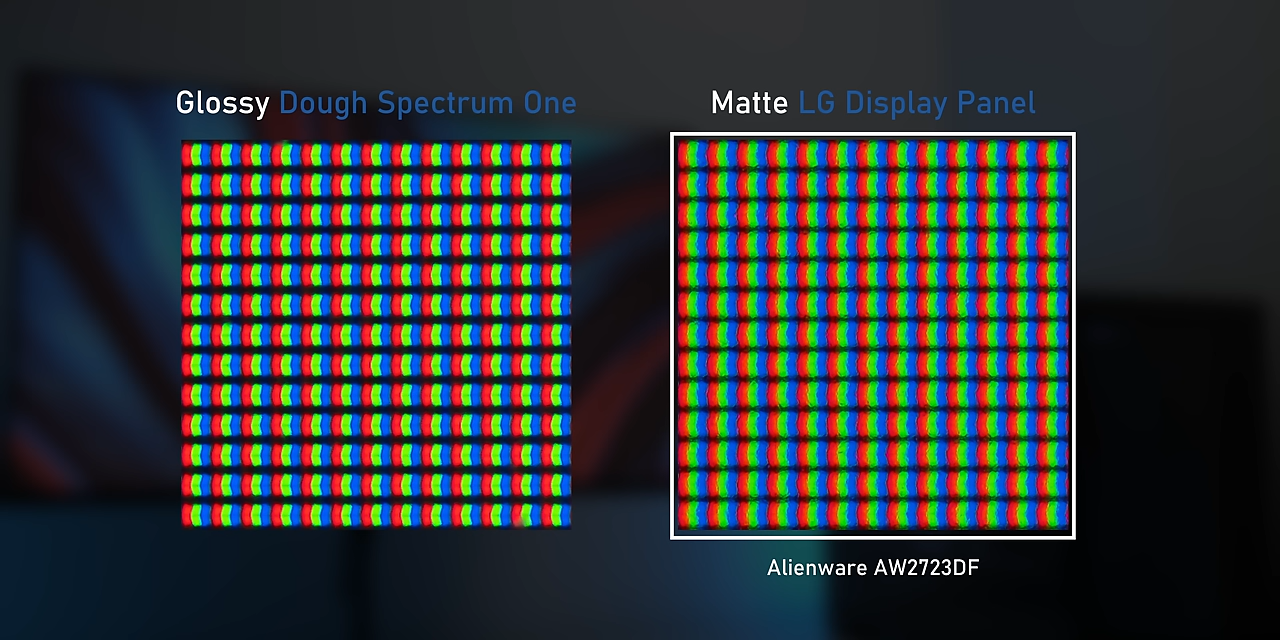 Glossy Dough Spectrum One
Matte LG Display Panel
Alienware AW2723DF